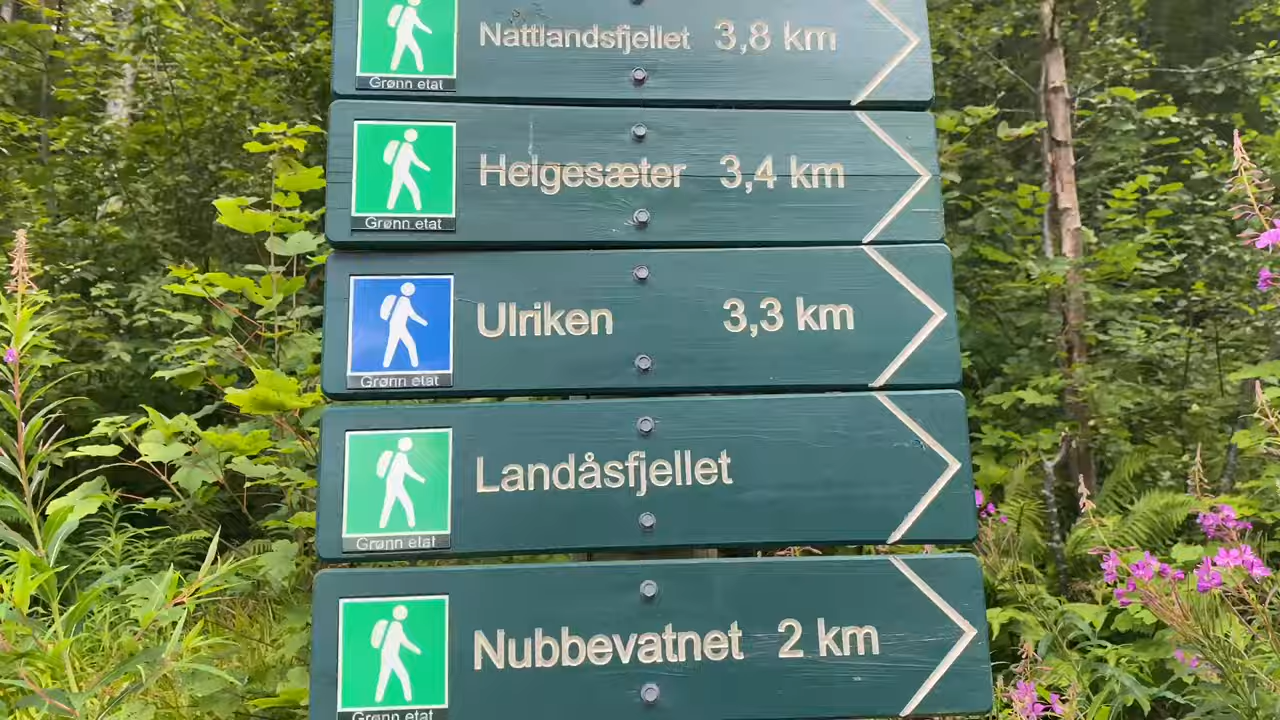 Nattlandsfjellet 3,8 km
Grønn etat
Helgesæter 3,4 km
Grønn etat
Ulriken 3,3 km
Grønn etat
Landåsfjellet
Grønn etat
Nubbevatnet 2 km
Grønn etat